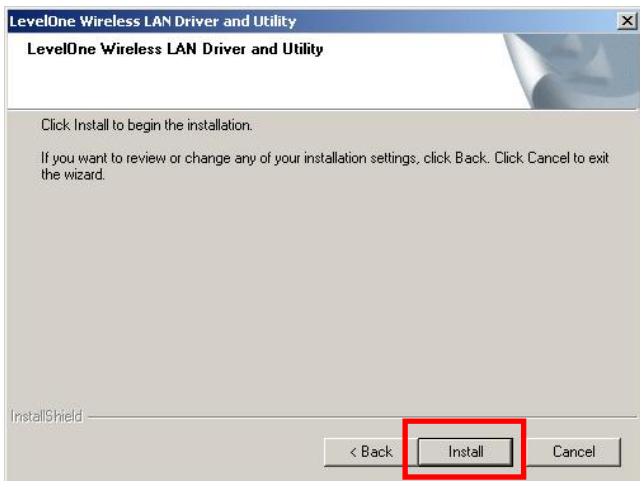 LevelOne Wireless LAN Driver and Utility
LevelOne Wireless LAN Driver and Utility
Click Install to begin the installation.
If you want to review or change any of your installation settings, click Back. Click Cancel to exit
the wizard.
InstallShield
< Back Install Cancel